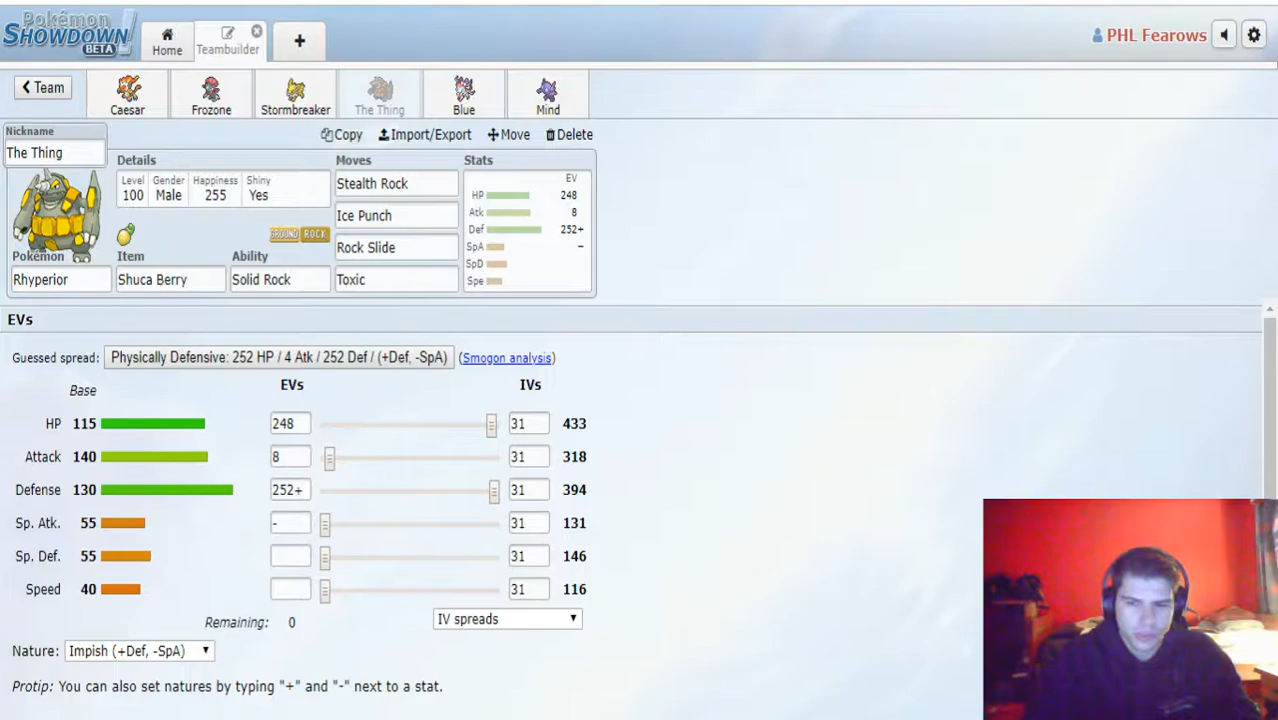 Pokémon
SHOWDOWN!
BETA
Home
Teambuilder
+
PHL Fearows
Team
Caesar
Frozone
Stormbreaker
The Thing
Blue
Mind
Nickname
The Thing
Copy
Import/Export
Move
Delete
Details
Moves
Stats
Level
Gender
Happiness
Shiny
100
Male
255
Yes
Stealth Rock
Ice Punch
Rock Slide
Toxic
EV
HP 248
Atk 8
Def 252+
SpA −
SpD
Spe
GROUND ROCK
Pokémon
Item
Ability
Rhyperior
Shuca Berry
Solid Rock
EVs
Guessed spread: Physically Defensive: 252 HP / 4 Atk / 252 Def / (+Def, -SpA) (Smogon analysis)
Base EVs IVs
HP 115 248 31 433
Attack 140 8 31 318
Defense 130 252+ 31 394
Sp. Atk. 55 - 31 131
Sp. Def. 55 31 146
Speed 40 31 116
Remaining: 0 IV spreads
Nature: Impish (+Def, -SpA)
Protip: You can also set natures by typing "+" and "-" next to a stat.